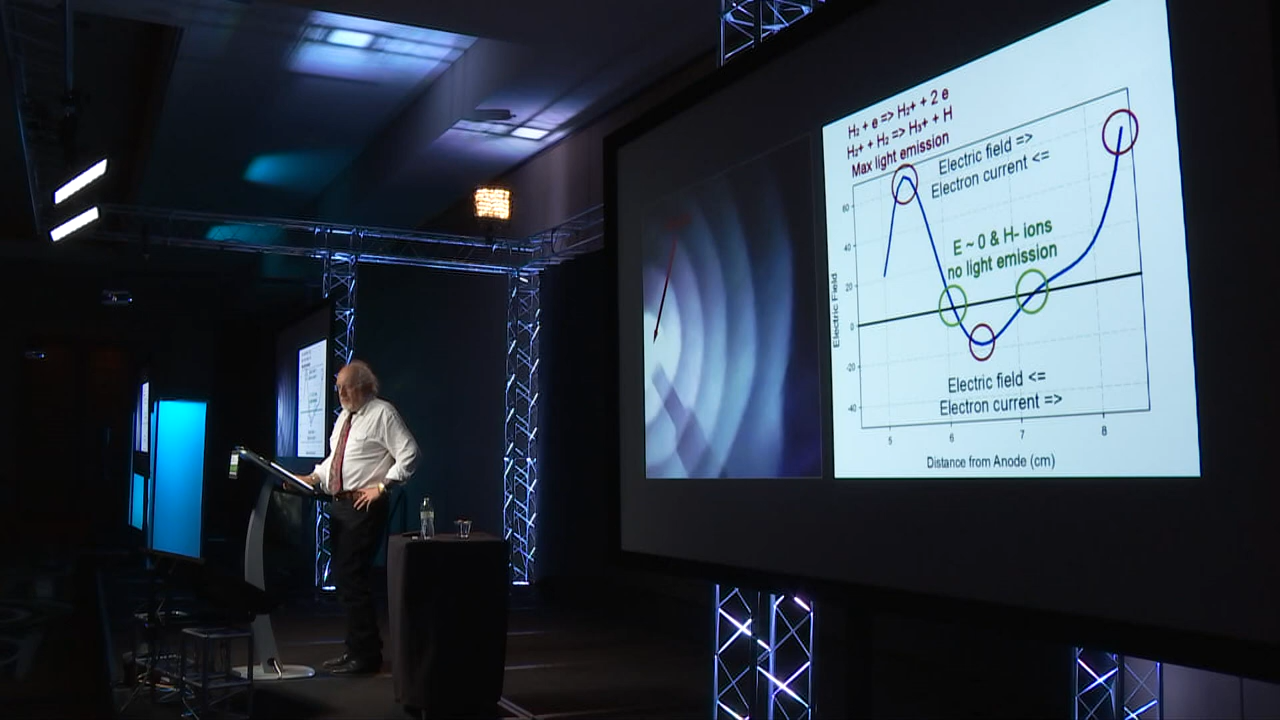 H₂ + e => H₂+ + 2 e
H₂+ + H₂ => H₃+ + H
Max light emission
Electric field =>
Electron current <=
E ~ 0 & H- ions
no light emission
Electric field <=
Electron current =>
Electric Field
60
40
20
0
-20
-40
5
6
7
8
Distance from Anode (cm)